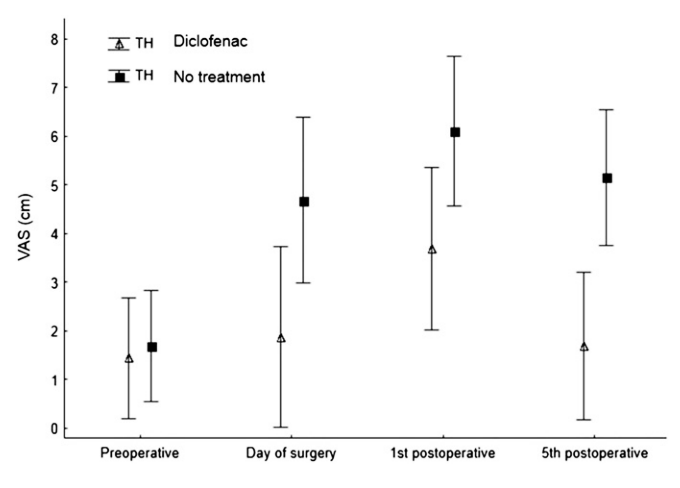 8
TH Diclofenac
7
TH No treatment
6
5
VAS (cm)
4
3
2
1
0
Preoperative Day of surgery 1st postoperative 5th postoperative